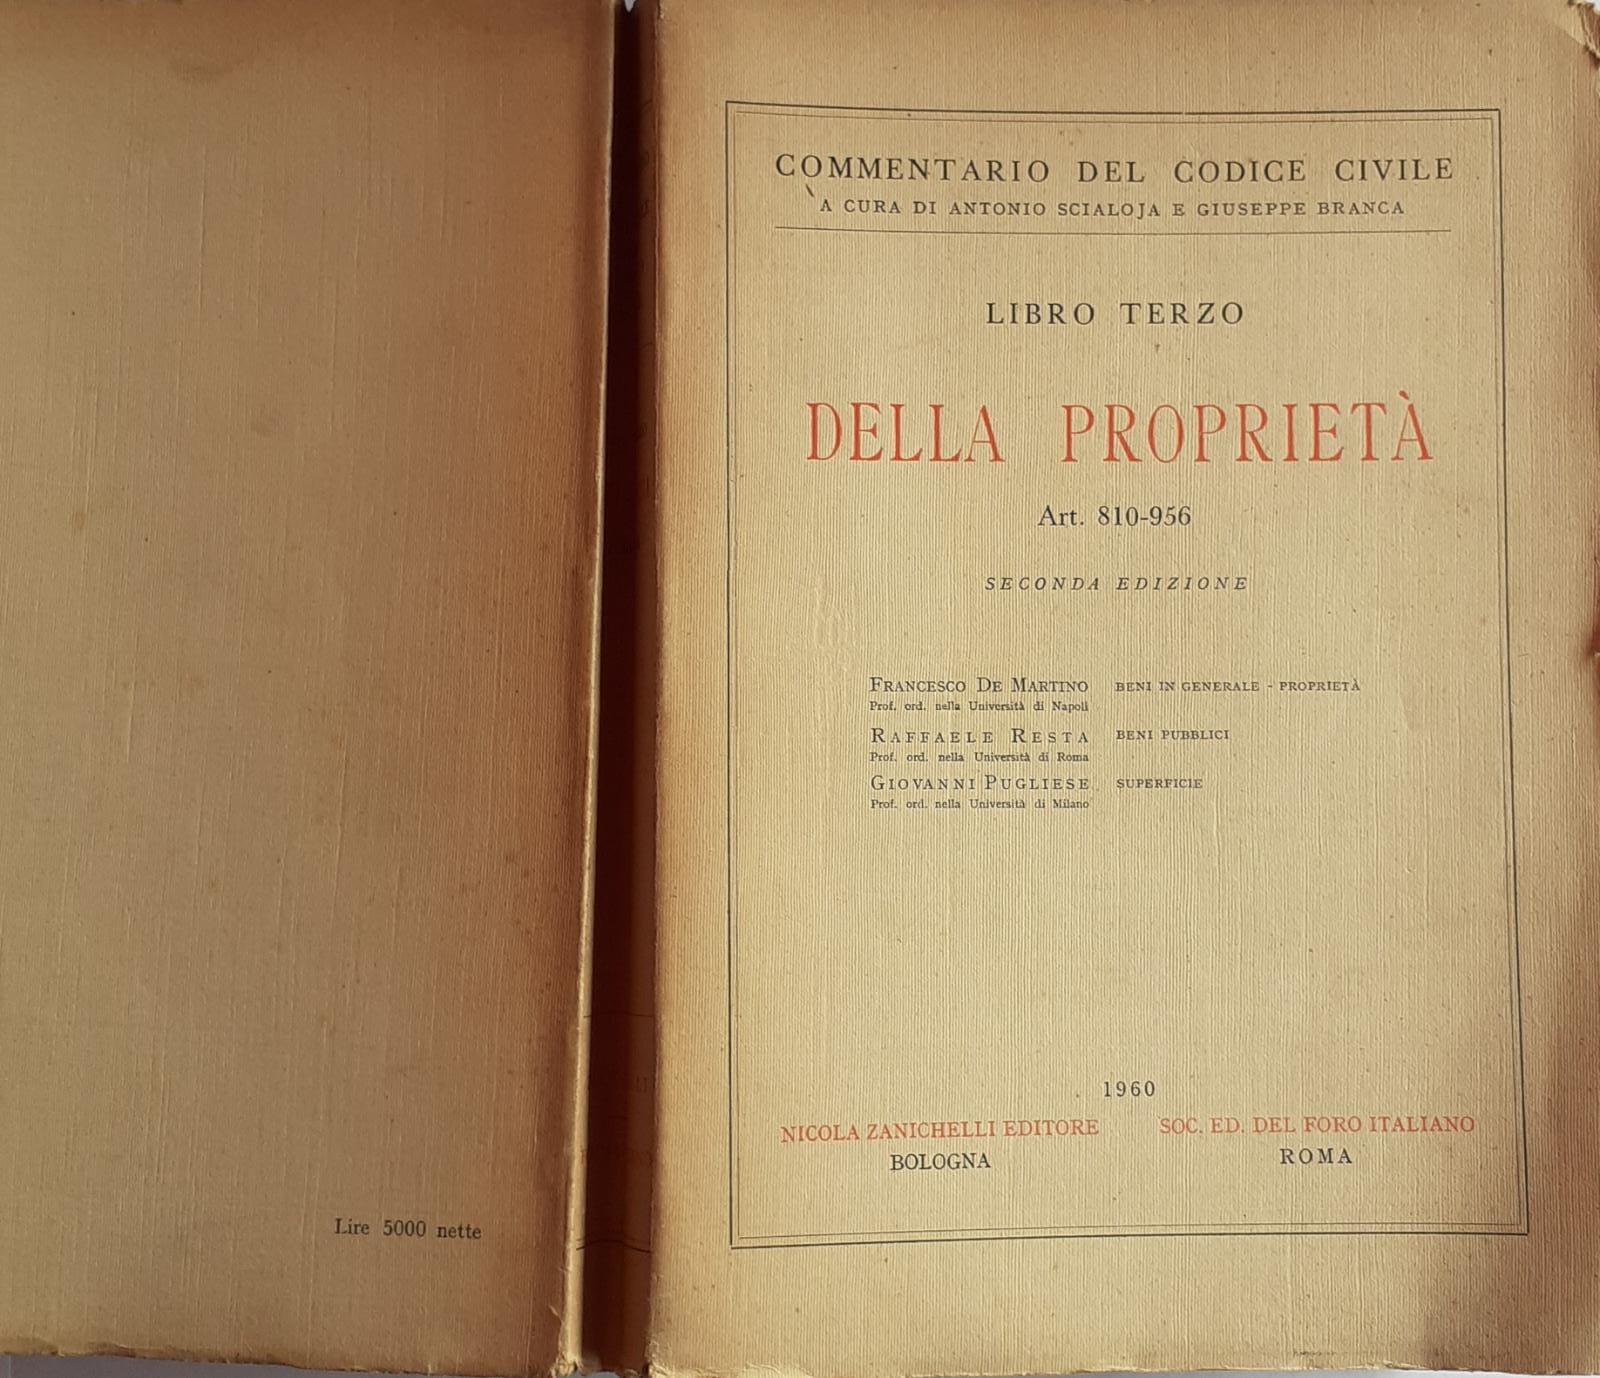 COMMENTARIO DEL CODICE CIVILE
A CURA DI ANTONIO SCIALOJA E GIUSEPPE BRANCA
LIBRO TERZO
DELLA PROPRIETÀ
Art. 810-956
SECONDA EDIZIONE
FRANCESCO DE MARTINO BENI IN GENERALE - PROPRIETÀ
Prof. ord. nella Università di Napoli
RAFFAELE RESTA BENI PUBBLICI
Prof. ord. nella Università di Roma
GIOVANNI PUGLIESE SUPERFICIE
Prof. ord. nella Università di Milano
1960
NICOLA ZANICHELLI EDITORE SOC. ED. DEL FORO ITALIANO
BOLOGNA ROMA
Lire 5000 nette